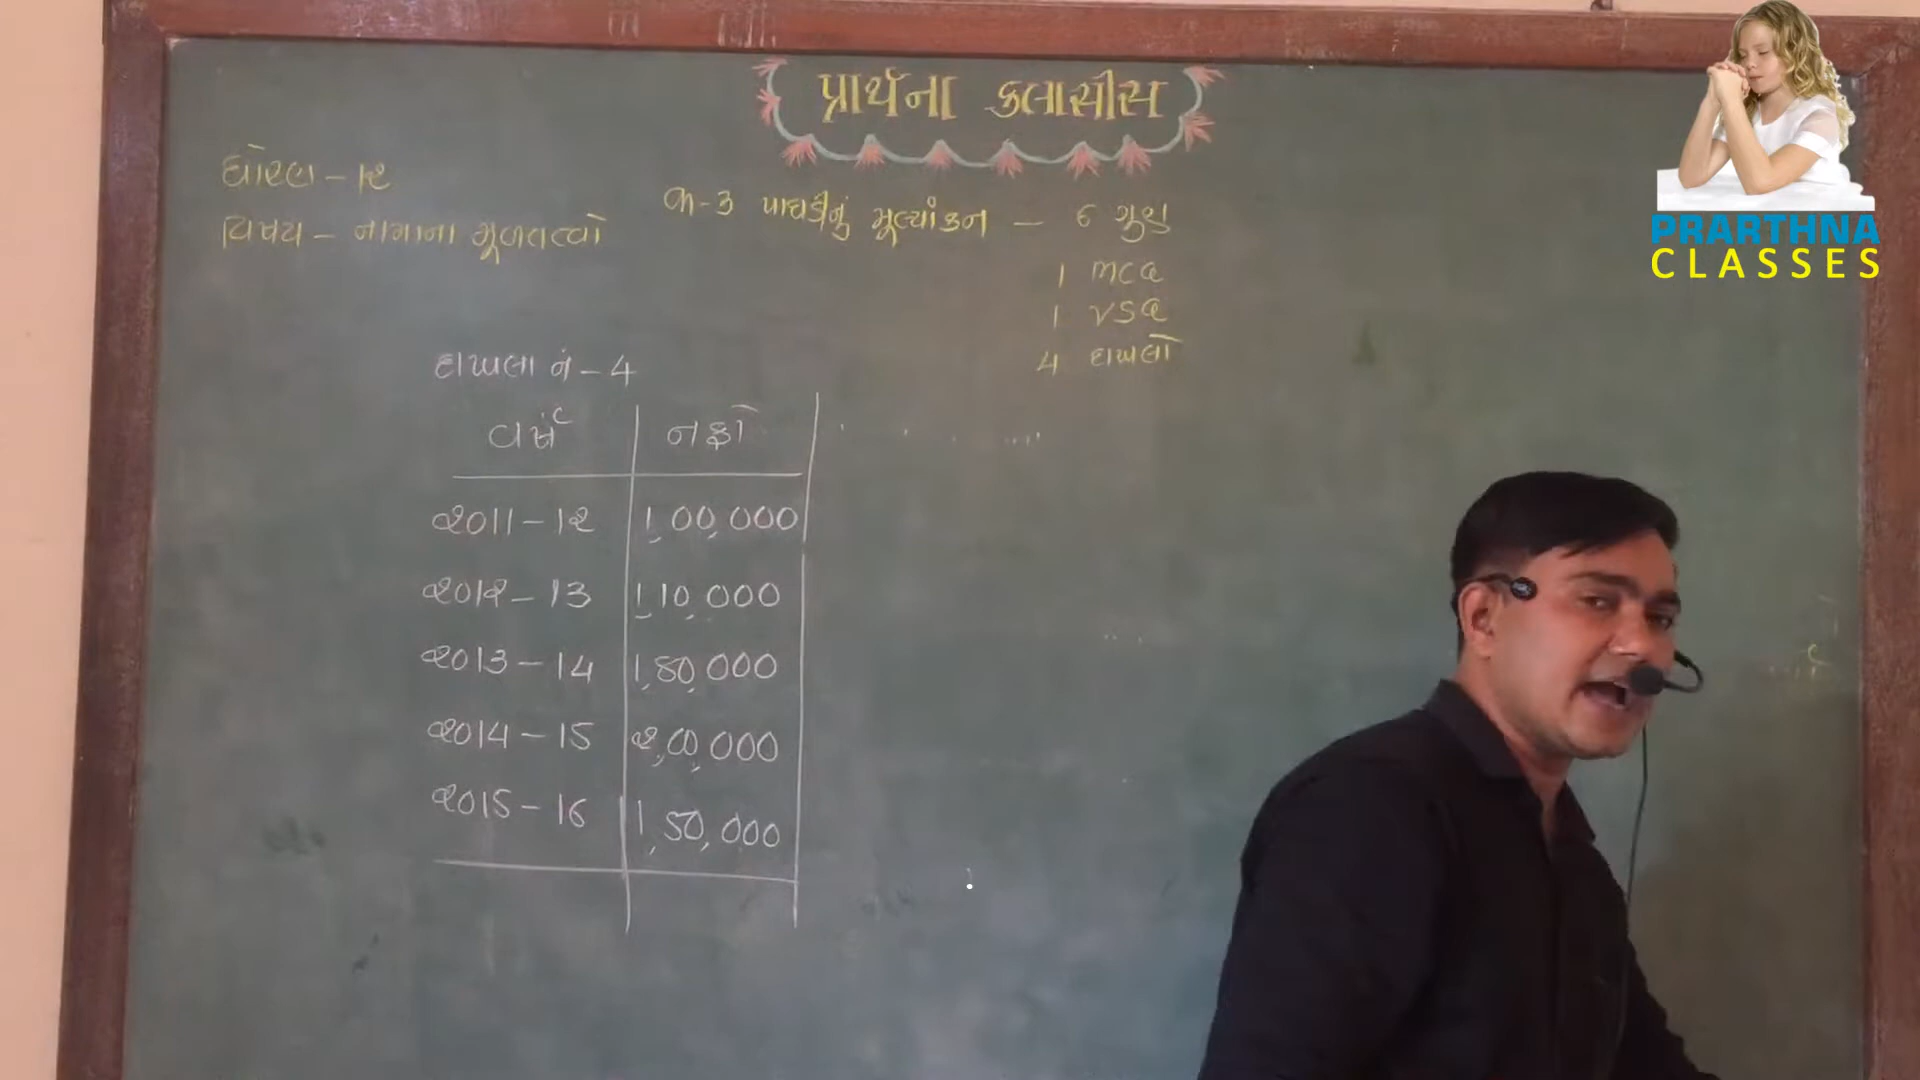 પ્રાર્થના કલાસીસ
ધોરણ - ૧૨
વિષય - નામાના મૂળતત્વો
પ્ર-3 પાઘડીનું મૂલ્યાંકન - 6 ગુણ
1 MCQ
1 VSQ
4 દાખલો
દાખલા નં - 4
વર્ષ નફો
૨011-1૨ 1,00,000
૨01૨-13 1,10,000
૨013-14 1,80,000
૨014-15 ૨,00,000
૨015-16 1,50,000
PRARTHNA
CLASSES